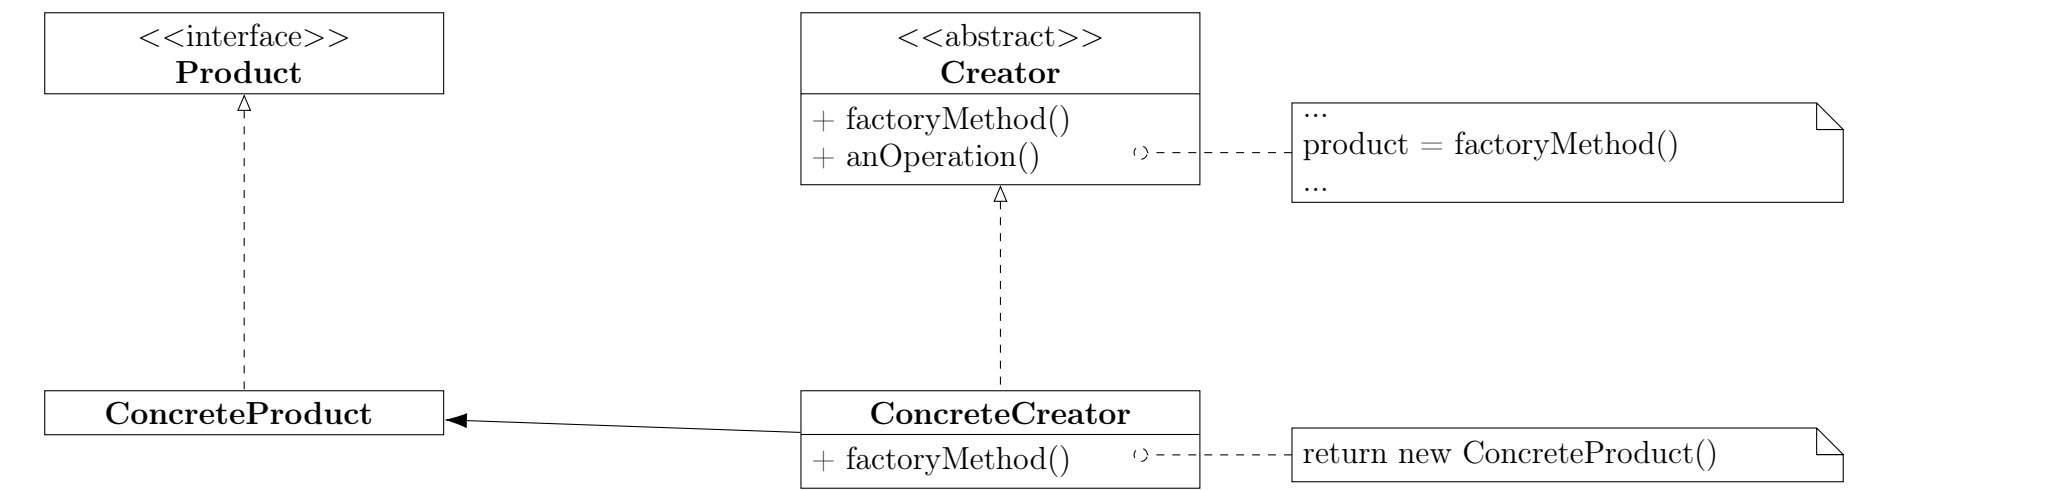 <<interface>>
Product
<<abstract>>
Creator
+ factoryMethod()
+ anOperation()
...
product = factoryMethod()
...
ConcreteProduct
ConcreteCreator
+ factoryMethod()
return new ConcreteProduct()